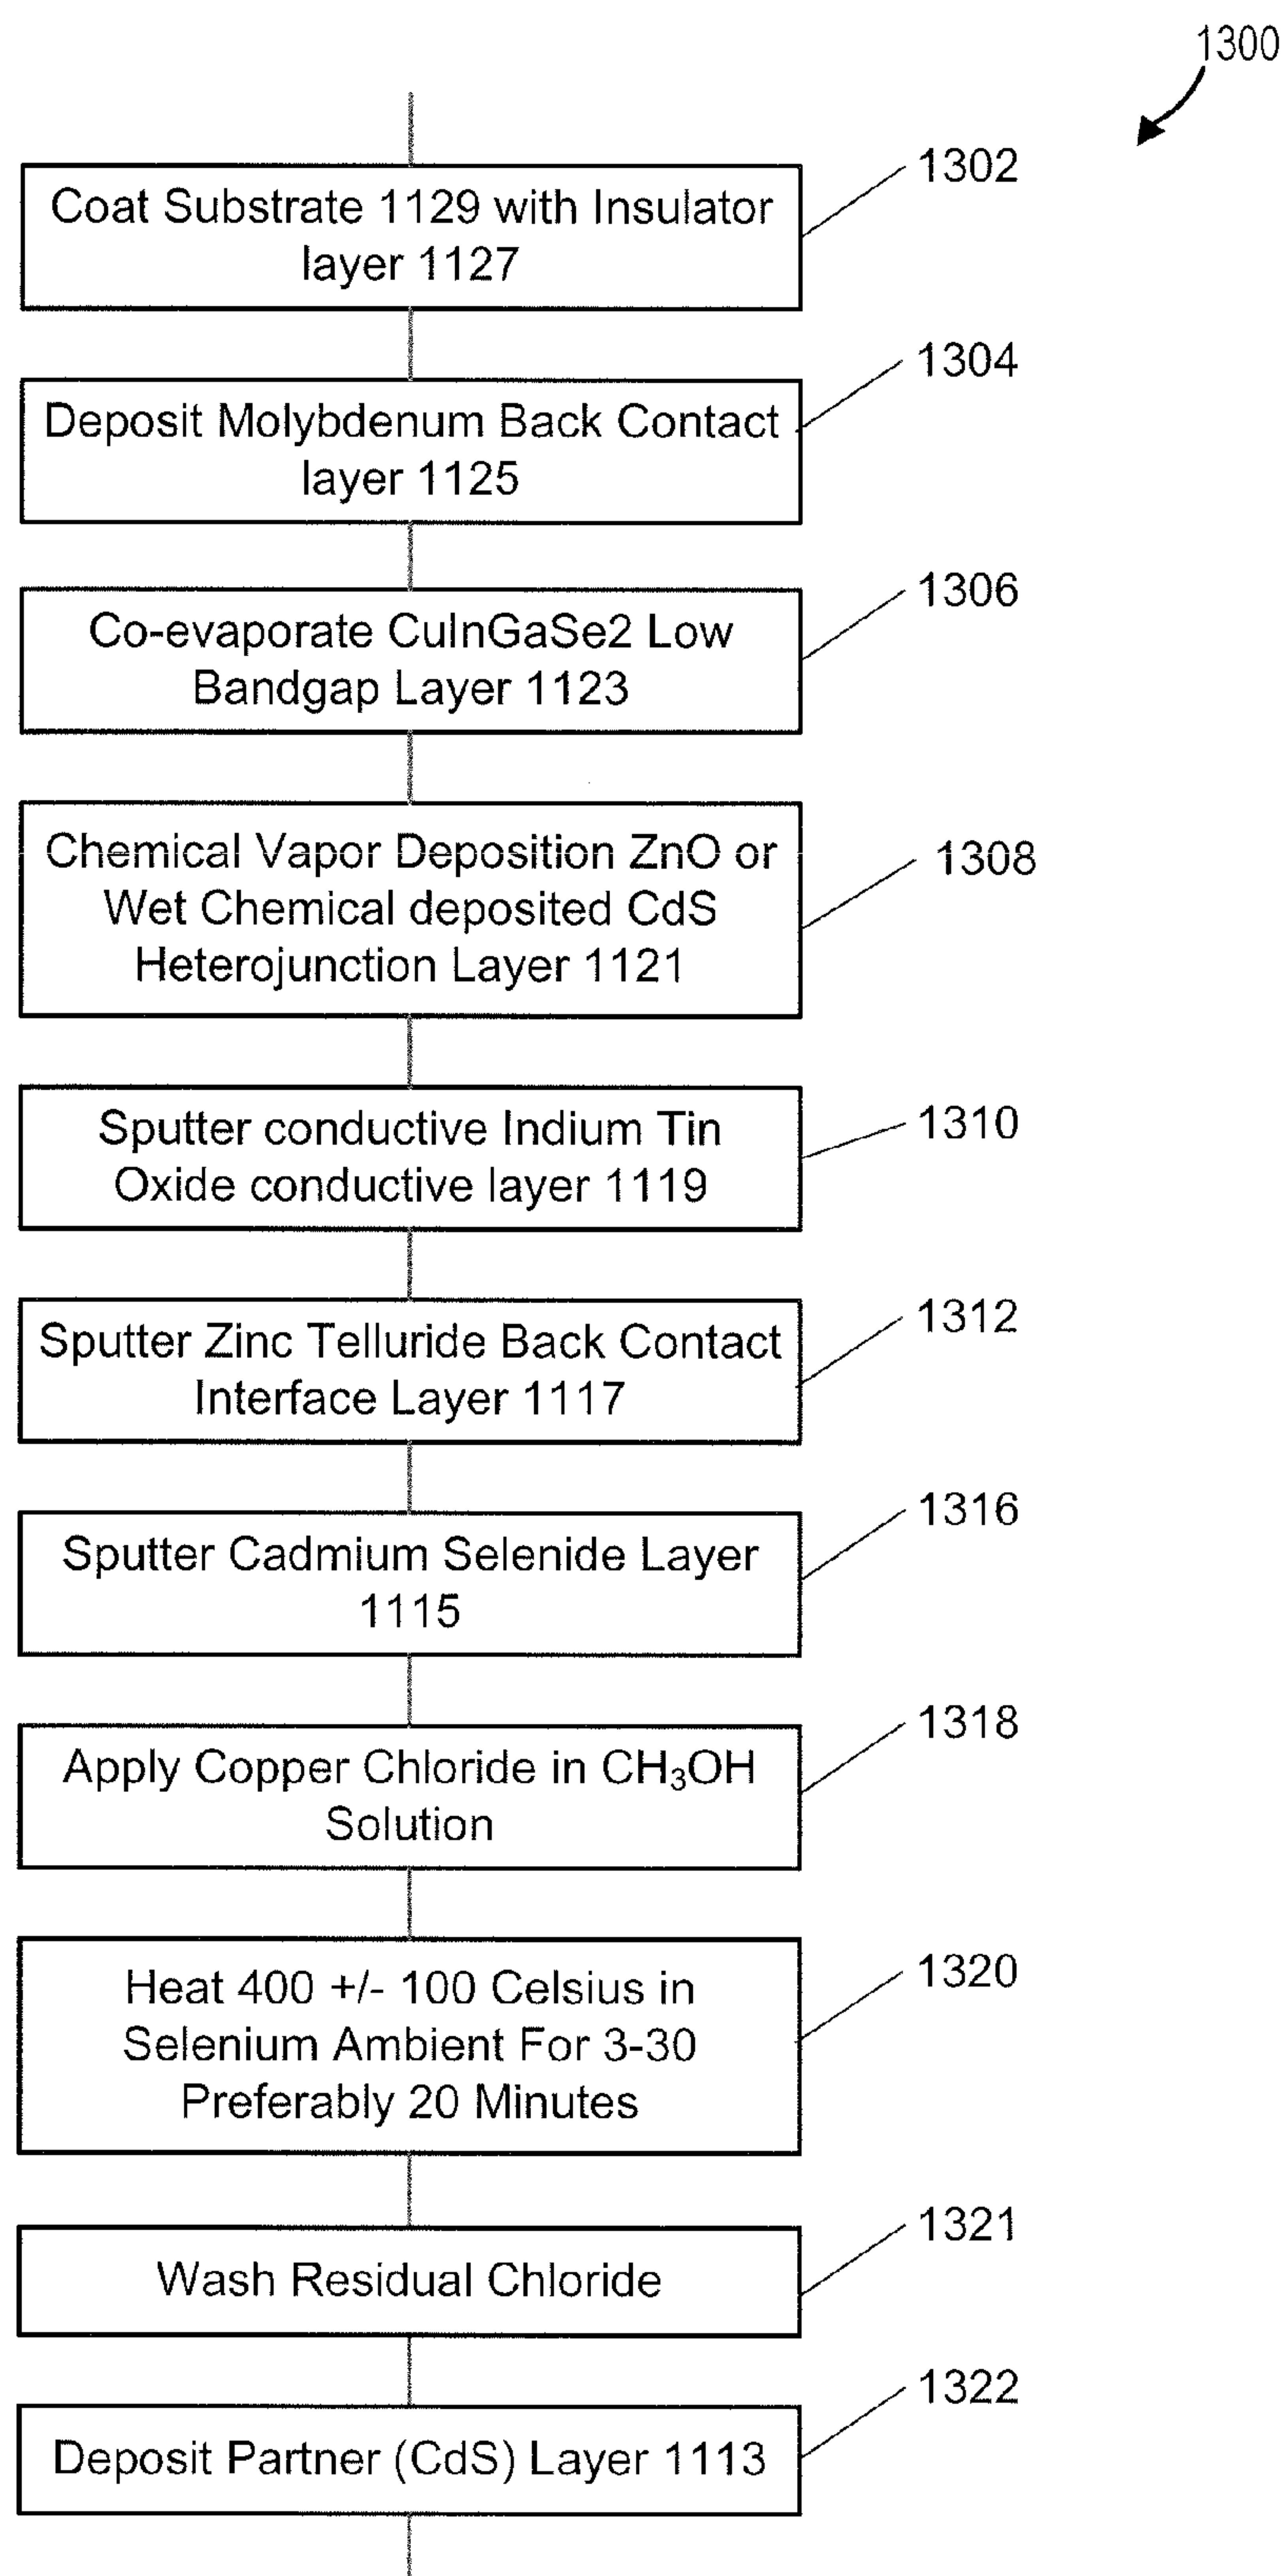 1300
Coat Substrate 1129 with Insulator
layer 1127
1302
Deposit Molybdenum Back Contact
layer 1125
1304
Co-evaporate CuInGaSe2 Low
Bandgap Layer 1123
1306
Chemical Vapor Deposition ZnO or
Wet Chemical deposited CdS
Heterojunction Layer 1121
1308
Sputter conductive Indium Tin
Oxide conductive layer 1119
1310
Sputter Zinc Telluride Back Contact
Interface Layer 1117
1312
Sputter Cadmium Selenide Layer
1115
1316
Apply Copper Chloride in CH₃OH
Solution
1318
Heat 400 +/- 100 Celsius in
Selenium Ambient For 3-30
Preferably 20 Minutes
1320
Wash Residual Chloride
1321
Deposit Partner (CdS) Layer 1113
1322